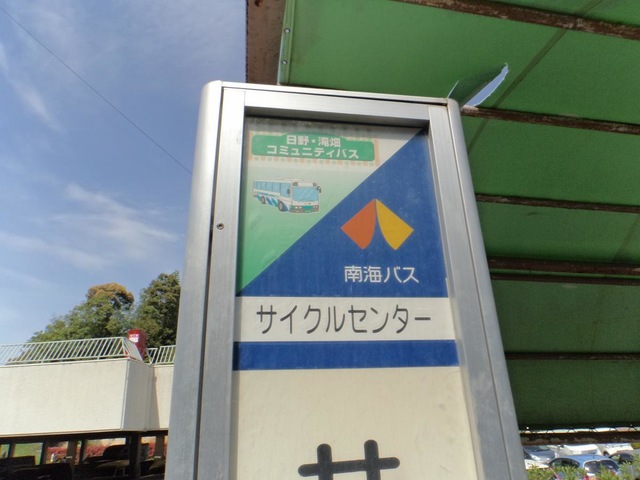 日野・滝畑
コミュニティバス
南海バス
サイクルセンター